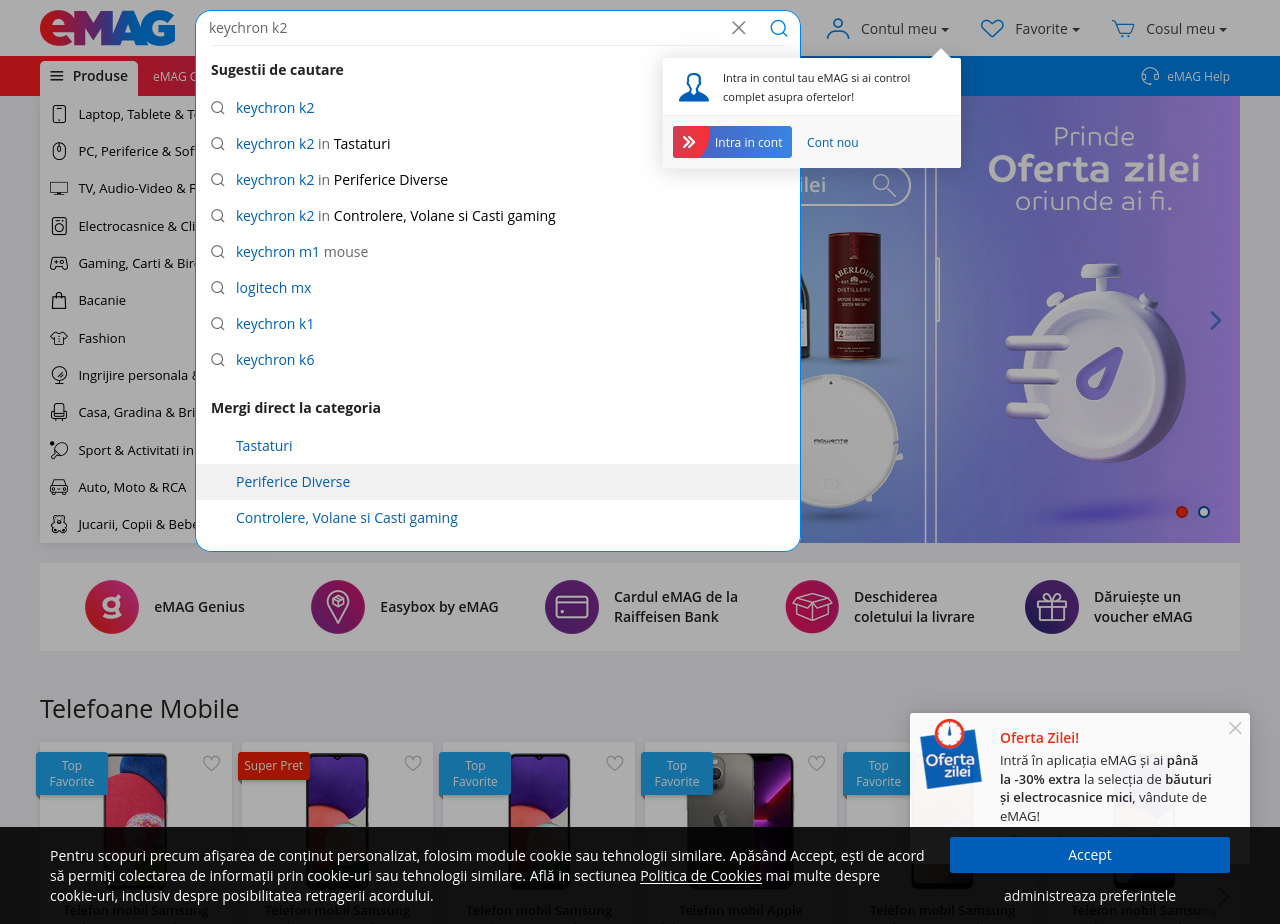 eMAG
keychron k2
Contul meu
Favorite
Cosul meu
Produse
eMAG
eMAG Help
Sugestii de cautare
keychron k2
keychron k2 in Tastaturi
keychron k2 in Periferice Diverse
keychron k2 in Controlere, Volane si Casti gaming
keychron m1 mouse
logitech mx
keychron k1
keychron k6
Mergi direct la categoria
Tastaturi
Periferice Diverse
Controlere, Volane si Casti gaming
Intra in contul tau eMAG si ai control
complet asupra ofertelor!
Intra in cont
Cont nou
Laptop, Tablete &
PC, Periferice &
TV, Audio-Video &
Electrocasnice &
Gaming, Carti &
Bacanie
Fashion
Ingrijire personala &
Casa, Gradina &
Sport & Activitati in
Auto, Moto & RCA
Jucarii, Copii &
zilei
ABERLOUR
DISTILLERY
12
ROWENTA
Prinde
Oferta zilei
oriunde ai fi.
eMAG Genius
Easybox by eMAG
Cardul eMAG de la
Raiffeisen Bank
Deschiderea
coletului la livrare
Dăruiește un
voucher eMAG
Telefoane Mobile
Top
Favorite
Super Pret
Top
Favorite
Top
Favorite
Top
Favorite
Oferta
zilei
Oferta Zilei!
Intră în aplicația eMAG și ai până
la -30% extra la selecția de băuturi
și electrocasnice mici, vândute de
eMAG!
Pentru scopuri precum afișarea de conținut personalizat, folosim module cookie sau tehnologii similare. Apăsând Accept, ești de acord
să permiți colectarea de informații prin cookie-uri sau tehnologii similare. Află in sectiunea Politica de Cookies mai multe despre
cookie-uri, inclusiv despre posibilitatea retragerii acordului.
Accept
administreaza preferintele
Telefon mobil Samsung
Telefon mobil Samsung
Telefon mobil Samsung
Telefon mobil Apple
Telefon mobil Samsung
Telefon mobil Samsung